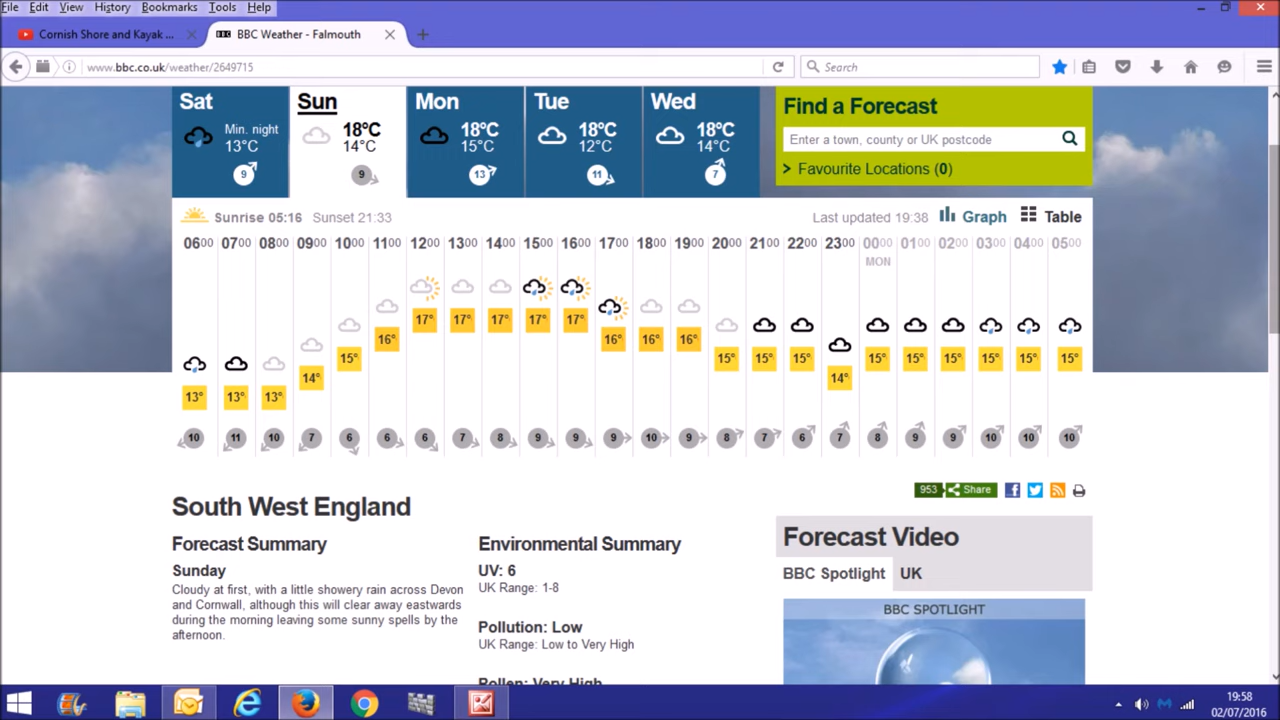 File Edit View History Bookmarks Tools Help
Cornish Shore and Kayak ...
BBC BBC Weather - Falmouth
www.bbc.co.uk/weather/2649715
Search
Sat Sun Mon Tue Wed
Min. night 18°C 18°C 18°C 18°C
13°C 14°C 15°C 12°C 14°C
9 9 13 11 7
Find a Forecast
Enter a town, county or UK postcode
> Favourite Locations (0)
Sunrise 05:16 Sunset 21:33
Last updated 19:38 Graph Table
0600 0700 0800 0900 1000 1100 1200 1300 1400 1500 1600 1700 1800 1900 2000 2100 2200 2300 0000 0100 0200 0300 0400 0500
MON
13° 13° 13° 14° 15° 16° 17° 17° 17° 17° 17° 16° 16° 16° 15° 15° 15° 14° 15° 15° 15° 15° 15° 15°
10 11 10 7 6 6 6 7 8 9 9 9 10 9 8 7 6 7 8 9 9 10 10 10
953 Share
South West England
Forecast Summary
Sunday
Cloudy at first, with a little showery rain across Devon
and Cornwall, although this will clear away eastwards
during the morning leaving some sunny spells by the
afternoon.
Environmental Summary
UV: 6
UK Range: 1-8
Pollution: Low
UK Range: Low to Very High
Pollen: Very High
Forecast Video
BBC Spotlight UK
BBC SPOTLIGHT
19:58
02/07/2016